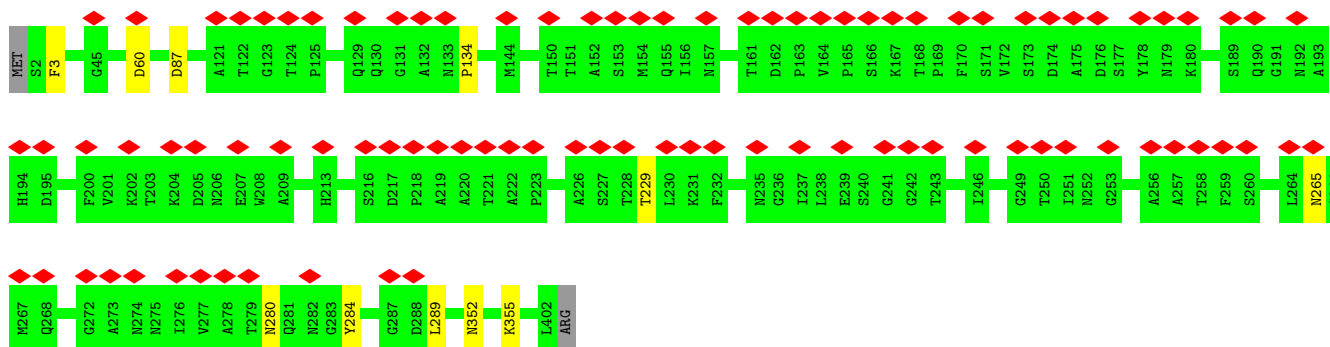 MET S2 F3 G45 D60 D87 A121 T122 G123 T124 P125 Q129 Q130 G131 A132 N133 P134 M144 T150 T151 A152 S153 M154 Q155 I156 N157 T161 D162 P163 V164 P165 S166 K167 T168 P169 F170 S171 V172 S173 D174 A175 D176 S177 Y178 N179 K180 S189 Q190 G191 N192 A193
H194 D195 F200 V201 K202 T203 K204 D205 N206 E207 W208 A209 H213 S216 D217 P218 A219 A220 T221 A222 P223 A226 S227 T228 T229 L230 K231 F232 N235 G236 I237 L238 E239 S240 G241 G242 T243 I246 G249 T250 I251 N252 G253 A256 A257 T258 F259 S260 L264 N265
M267 Q268 G272 A273 N274 N275 I276 V277 A278 T279 N280 Q281 N282 G283 Y284 G287 D288 L289 N352 K355 L402 ARG